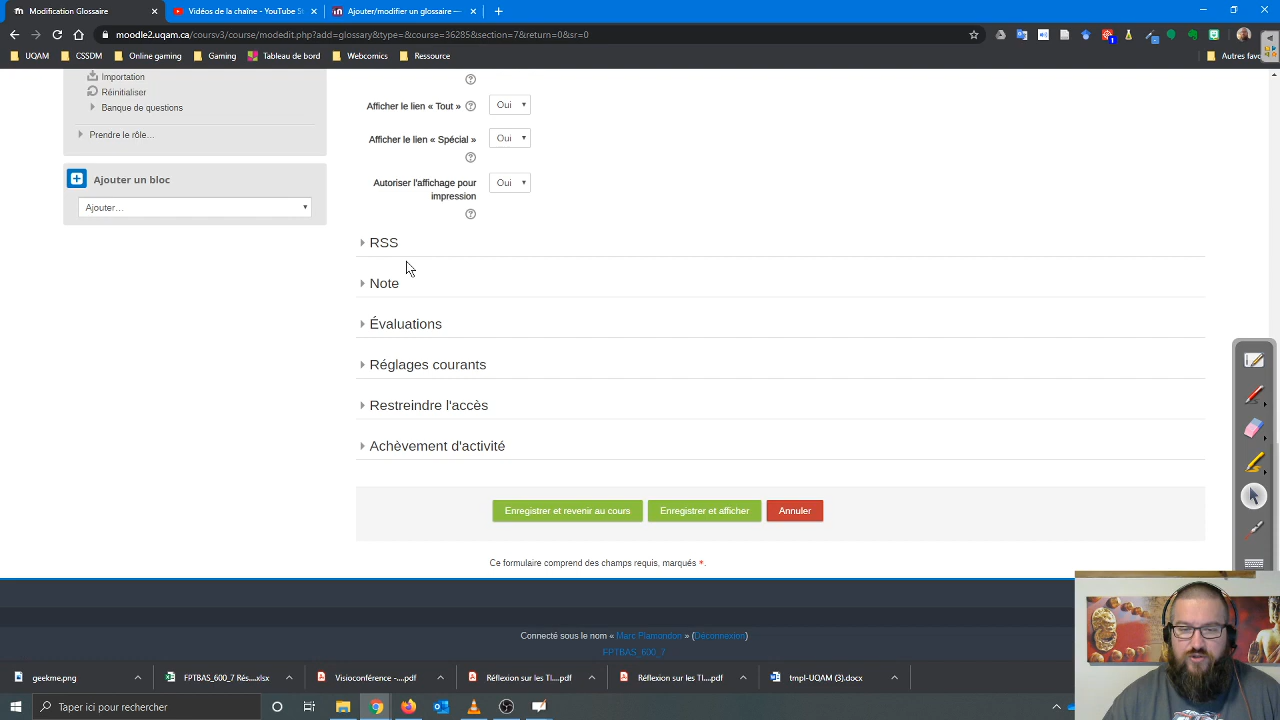 Modification Glossaire
Vidéos de la chaîne - YouTube St
Ajouter/modifier un glossaire —
moodle2.uqam.ca/coursv3/course/modedit.php?add=glossary&type=&course=36285&section=7&return=0&sr=0
UQAM
CSSDM
Online gaming
Gaming
Tableau de bord
Webcomics
Ressource
Autres favo
Importation
Réinitialiser
Banque de questions
Prendre le rôle...
Ajouter un bloc
Ajouter...
Afficher le lien « Tout »
Oui
Afficher le lien « Spécial »
Oui
Autoriser l'affichage pour
impression
Oui
RSS
Note
Évaluations
Réglages courants
Restreindre l'accès
Achèvement d'activité
Enregistrer et revenir au cours
Enregistrer et afficher
Annuler
Ce formulaire comprend des champs requis, marqués *.
Connecté sous le nom « Marc Plamondon » (Déconnexion)
FPTBAS_600_7
geekme.png
FPTBAS_600_7 Rés....xlsx
Visioconférence -....pdf
Réflexion sur les TI....pdf
Réflexion sur les TI....pdf
tmpl-UQAM (3).docx
Taper ici pour rechercher